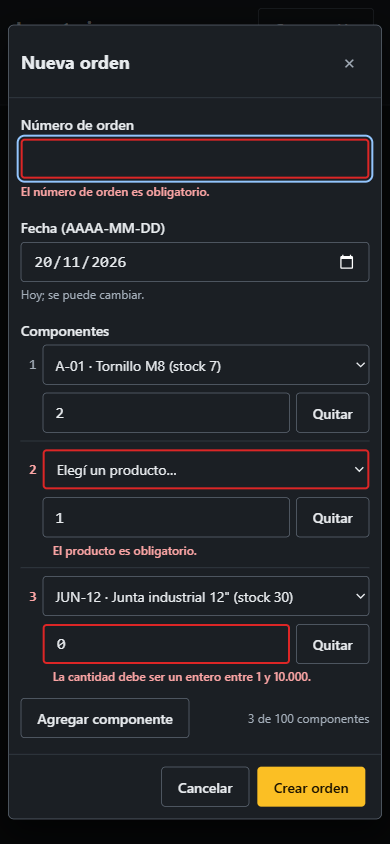 Nueva orden
×
Número de orden
El número de orden es obligatorio.
Fecha (AAAA-MM-DD)
20/11/2026
Hoy; se puede cambiar.
Componentes
1 A-01 · Tornillo M8 (stock 7)
2 Quitar
2 Elegí un producto...
1 Quitar
El producto es obligatorio.
3 JUN-12 · Junta industrial 12" (stock 30)
0 Quitar
La cantidad debe ser un entero entre 1 y 10.000.
Agregar componente 3 de 100 componentes
Cancelar Crear orden